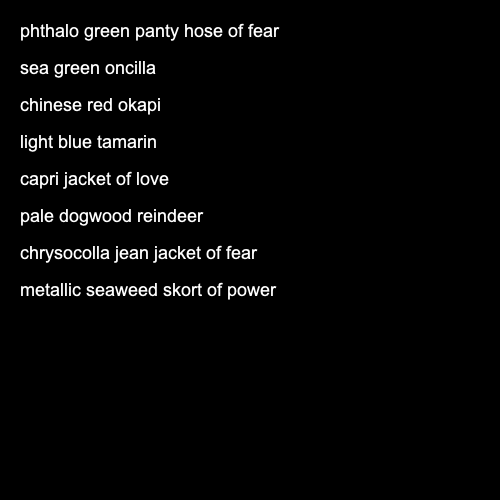 phthalo green panty hose of fear
sea green oncilla
chinese red okapi
light blue tamarin
capri jacket of love
pale dogwood reindeer
chrysocolla jean jacket of fear
metallic seaweed skort of power